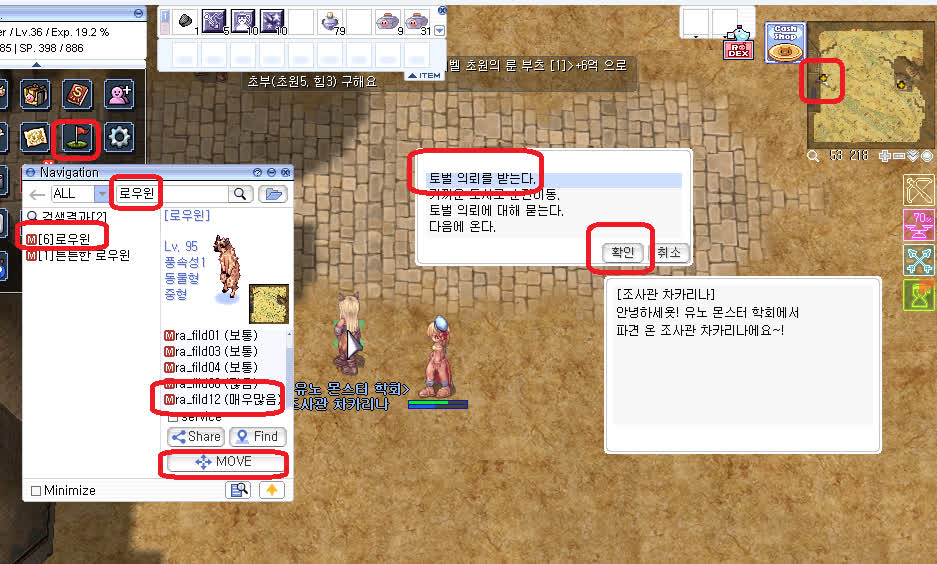 er / Lv.36 / Exp. 19.2 %
85 | SP. 398 / 886
1
1
5
10
10
79
9
31
ITEM
벨 초원의 룬 부츠 [1]>+6억 으로
초부(초원5, 힘3) 구해요
RO
DEX
Cash
Shop
53 218
70%
Navigation
ALL
로우윈
검색결과[2]
M[6]로우윈
M[1]튼튼한 로우윈
[로우윈]
Lv. 95
풍속성1
동물형
중형
Mra_fild01 (보통)
Mra_fild03 (보통)
Mra_fild04 (보통)
Mra_fild12 (매우많음)
service
Share
Find
MOVE
Minimize
토벌 의뢰를 받는다.
가까운 도시로 순간이동.
토벌 의뢰에 대해 묻는다.
다음에 온다.
확인
취소
[조사관 차카리나]
안녕하세욧! 유노 몬스터 학회에서
파견 온 조사관 차카리나에요~!
유노 몬스터 학회>
조사관 차카리나